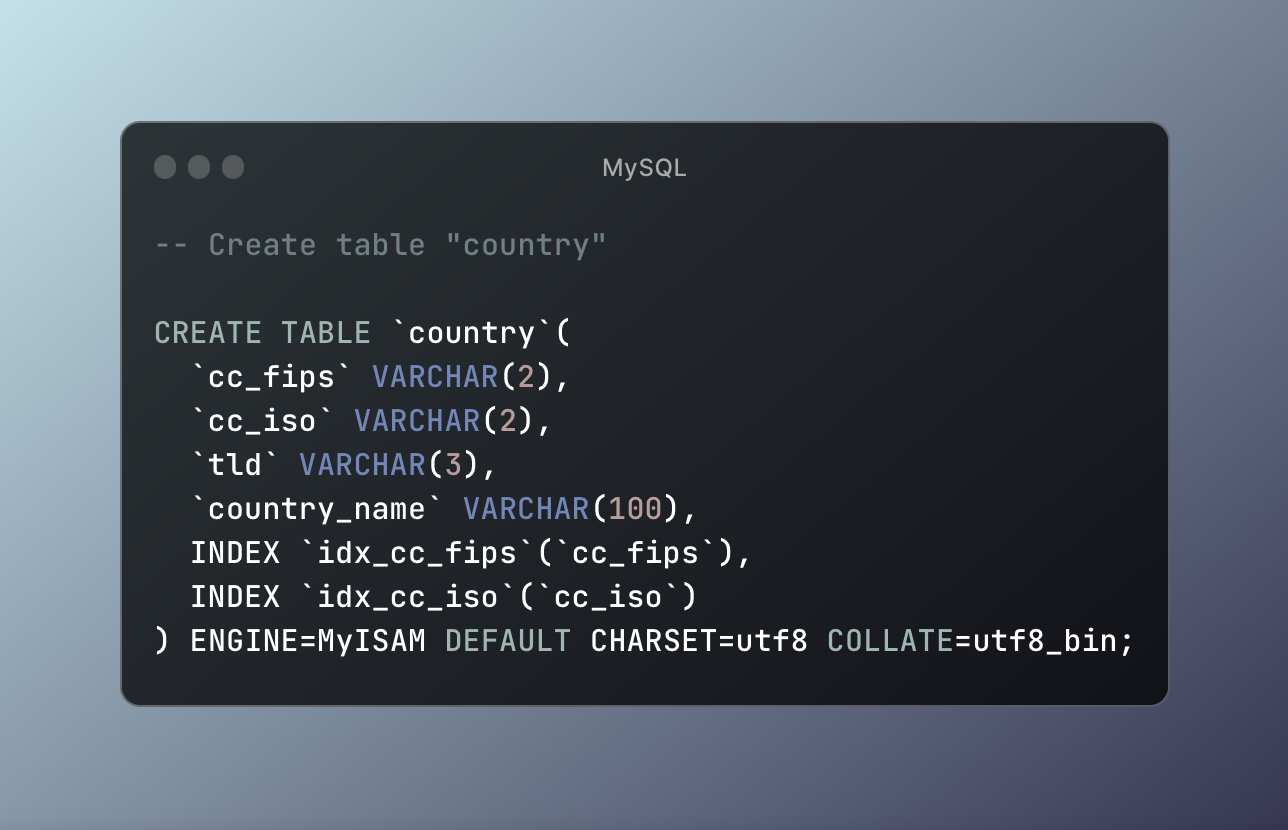 MySQL
-- Create table "country"
CREATE TABLE `country`(
  `cc_fips` VARCHAR(2),
  `cc_iso` VARCHAR(2),
  `tld` VARCHAR(3),
  `country_name` VARCHAR(100),
  INDEX `idx_cc_fips`(`cc_fips`),
  INDEX `idx_cc_iso`(`cc_iso`)
) ENGINE=MyISAM DEFAULT CHARSET=utf8 COLLATE=utf8_bin;